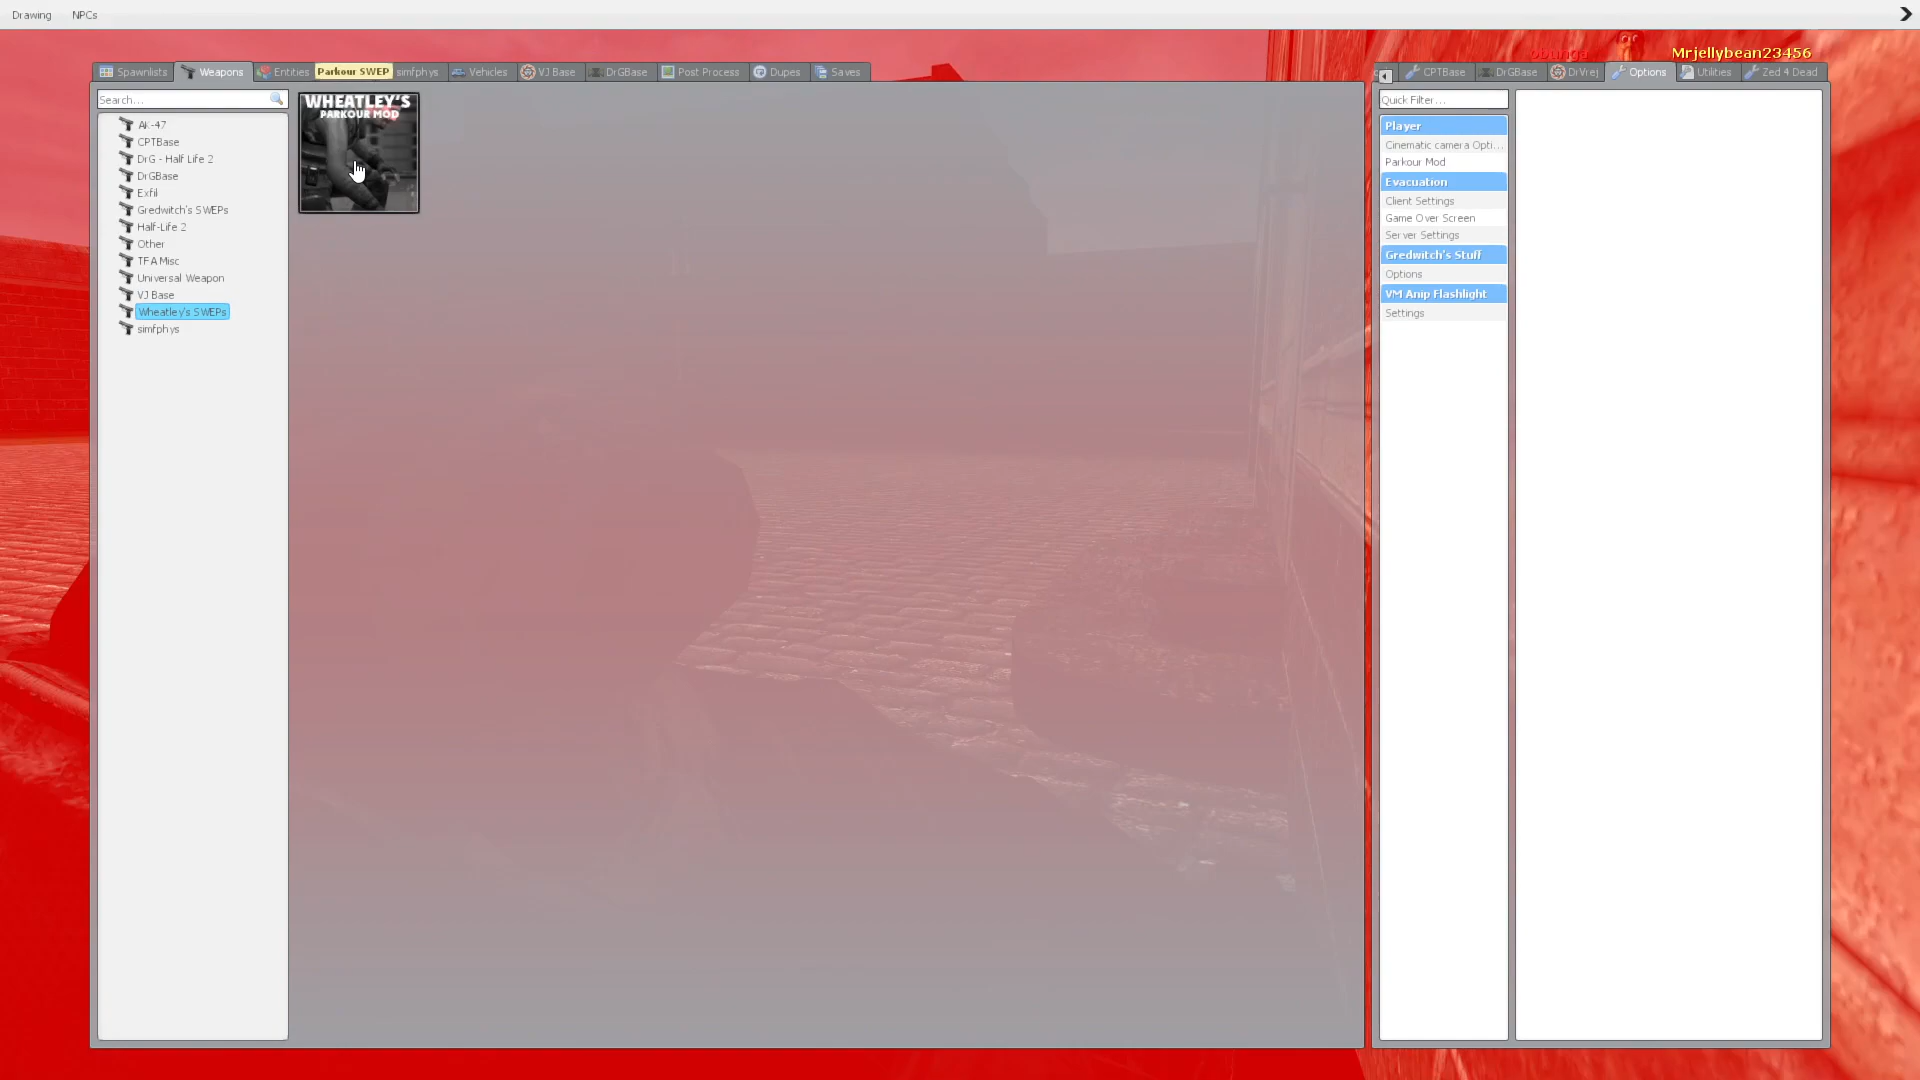 Drawing NPCs
obunga Mrjellybean23456
Spawnlists Weapons Entities Parkour SWEP simfphys Vehicles VJ Base DrGBase Post Process Dupes Saves
CPTBase DrGBase DrVrej Options Utilities Zed 4 Dead
Search...
Ak-47
CPTBase
DrG - Half Life 2
DrGBase
Exfil
Gredwitch's SWEPs
Half-Life 2
Other
TFA Misc
Universal Weapon
VJ Base
Wheatley's SWEPs
simfphys
WHEATLEY'S
PARKOUR MOD
Quick Filter...
Player
Cinematic camera Opti...
Parkour Mod
Evacuation
Client Settings
Game Over Screen
Server Settings
Gredwitch's Stuff
Options
VM Anip Flashlight
Settings